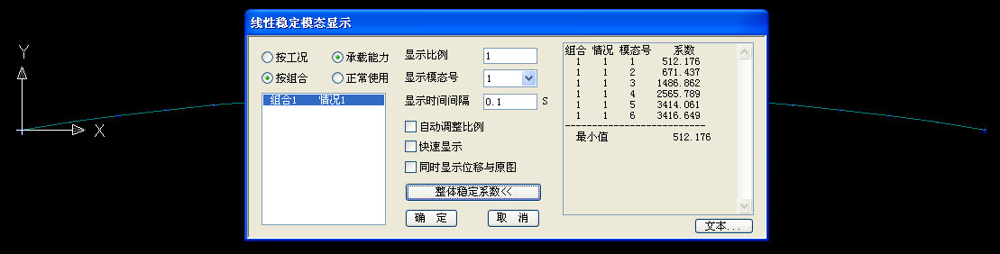 线性稳定模态显示
Y
X
按工况 承载能力
按组合 正常使用
组合1 情况1
显示比例 1
显示模态号 1
显示时间间隔 0.1 S
自动调整比例
快速显示
同时显示位移与原图
整体稳定系数<<
确 定 取 消
组合 情况 模态号 系数
1 1 1 512.176
1 1 2 671.437
1 1 3 1486.862
1 1 4 2565.789
1 1 5 3414.061
1 1 6 3416.649
------------------------------
最小值 512.176
文本...